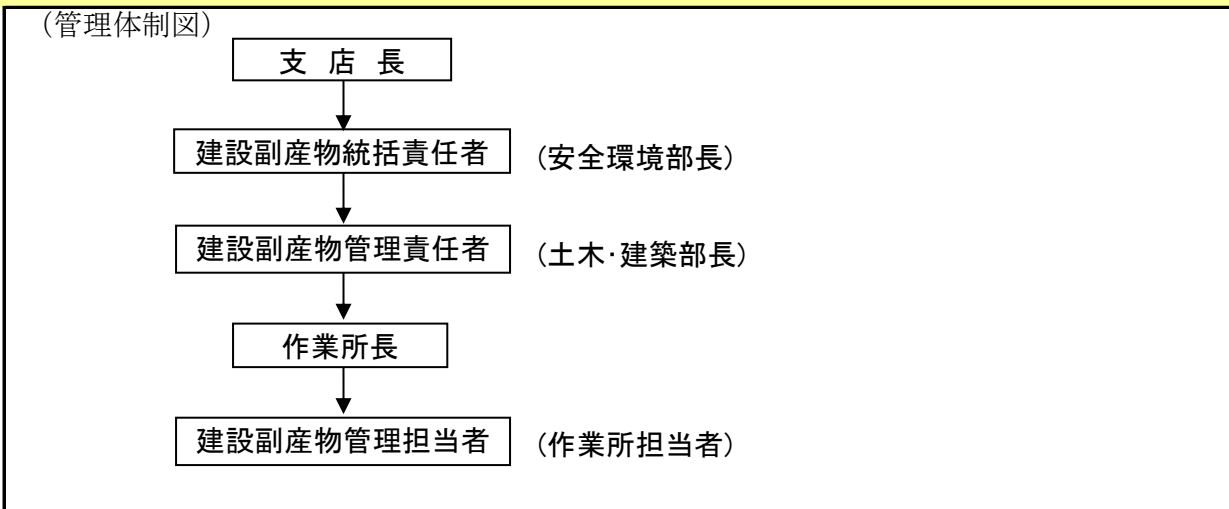 （管理体制図）
支 店 長
建設副産物統括責任者 （安全環境部長）
建設副産物管理責任者 （土木･建築部長）
作業所長
建設副産物管理担当者 （作業所担当者）